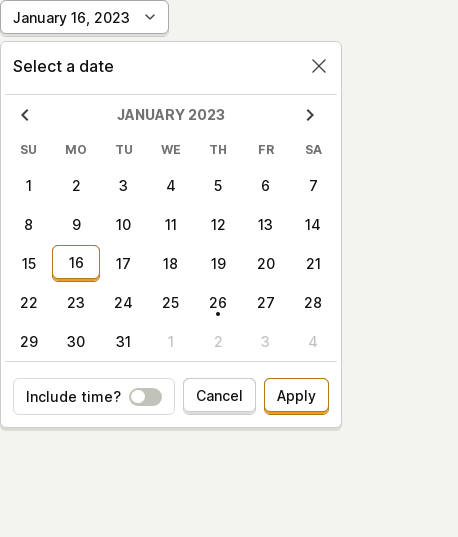 January 16, 2023
Select a date
JANUARY 2023
SU MO TU WE TH FR SA
1 2 3 4 5 6 7
8 9 10 11 12 13 14
15 16 17 18 19 20 21
22 23 24 25 26 27 28
29 30 31 1 2 3 4
Include time? Cancel Apply